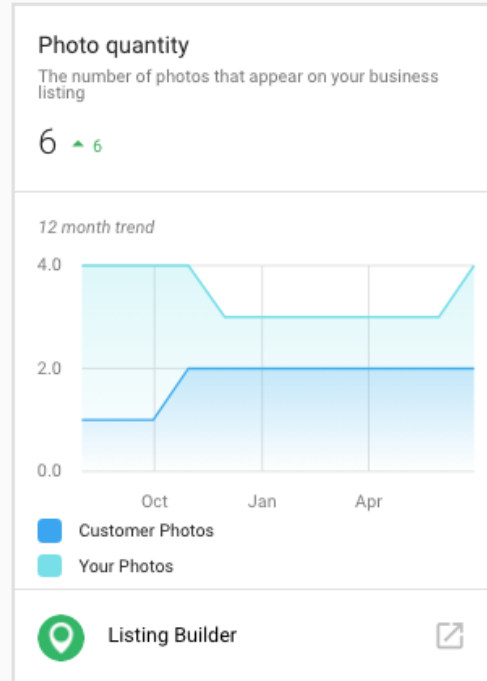 Photo quantity
The number of photos that appear on your business
listing
6 6
12 month trend
4.0
2.0
0.0
Oct Jan Apr
Customer Photos
Your Photos
Listing Builder